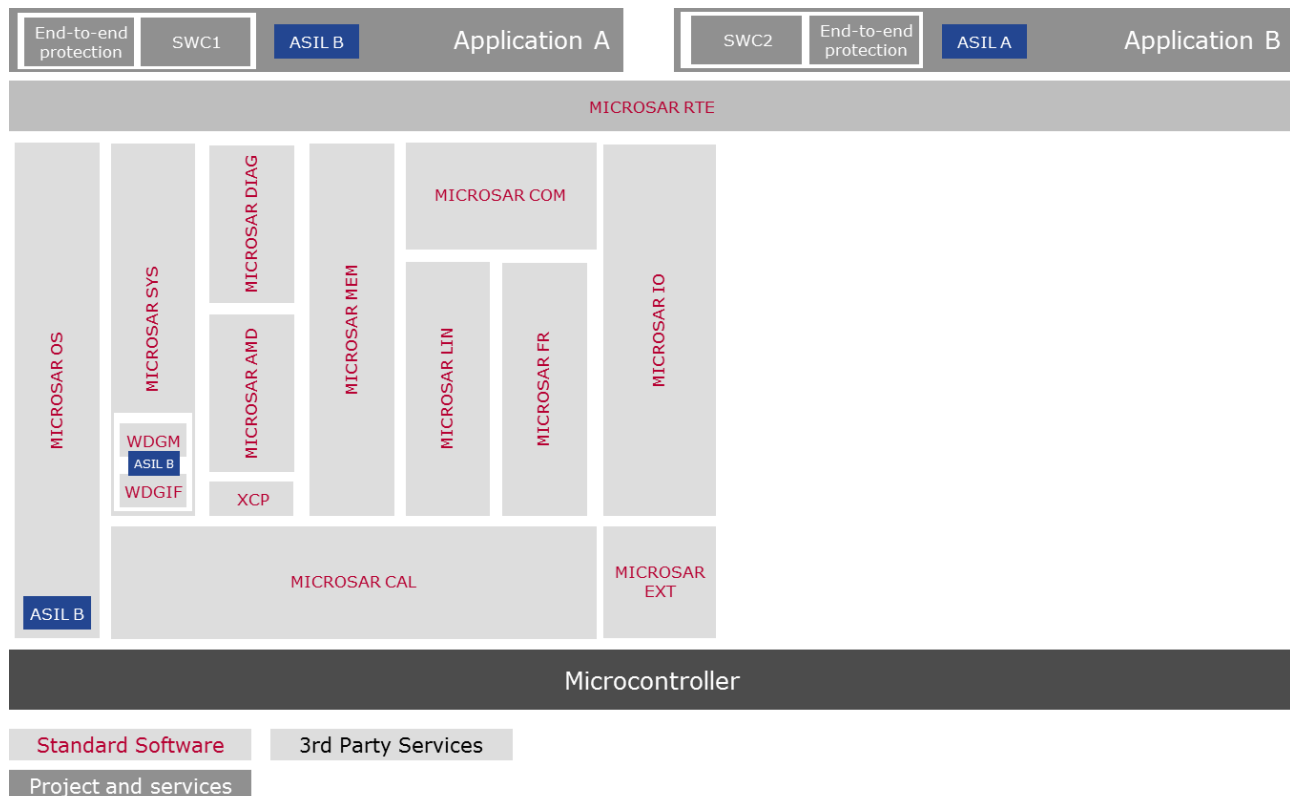 End-to-end
protection
SWC1
ASIL B
Application A
SWC2
End-to-end
protection
ASIL A
Application B
MICROSAR RTE
MICROSAR OS
ASIL B
MICROSAR SYS
WDGM
ASIL B
WDGIF
MICROSAR DIAG
MICROSAR AMD
XCP
MICROSAR MEM
MICROSAR COM
MICROSAR LIN
MICROSAR FR
MICROSAR IO
MICROSAR CAL
MICROSAR
EXT
Microcontroller
Standard Software
3rd Party Services
Project and services